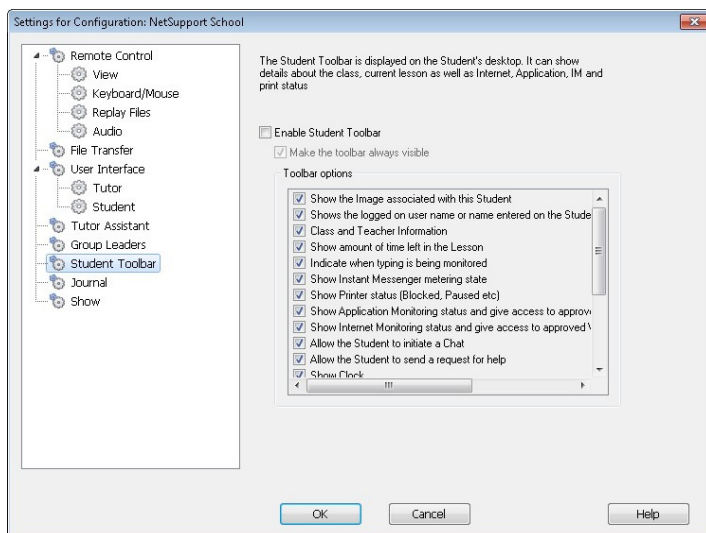 Settings for Configuration: NetSupport School
Remote Control
View
Keyboard/Mouse
Replay Files
Audio
File Transfer
User Interface
Tutor
Student
Tutor Assistant
Group Leaders
Student Toolbar
Journal
Show
The Student Toolbar is displayed on the Student's desktop. It can show
details about the class, current lesson as well as Internet, Application, IM and
print status
Enable Student Toolbar
Make the toolbar always visible
Toolbar options
Show the Image associated with this Student
Shows the logged on user name or name entered on the Stude
Class and Teacher Information
Show amount of time left in the Lesson
Indicate when typing is being monitored
Show Instant Messenger metering state
Show Printer status (Blocked, Paused etc)
Show Application Monitoring status and give access to approv
Show Internet Monitoring status and give access to approved
Allow the Student to initiate a Chat
Allow the Student to send a request for help
Show Clock
OK
Cancel
Help